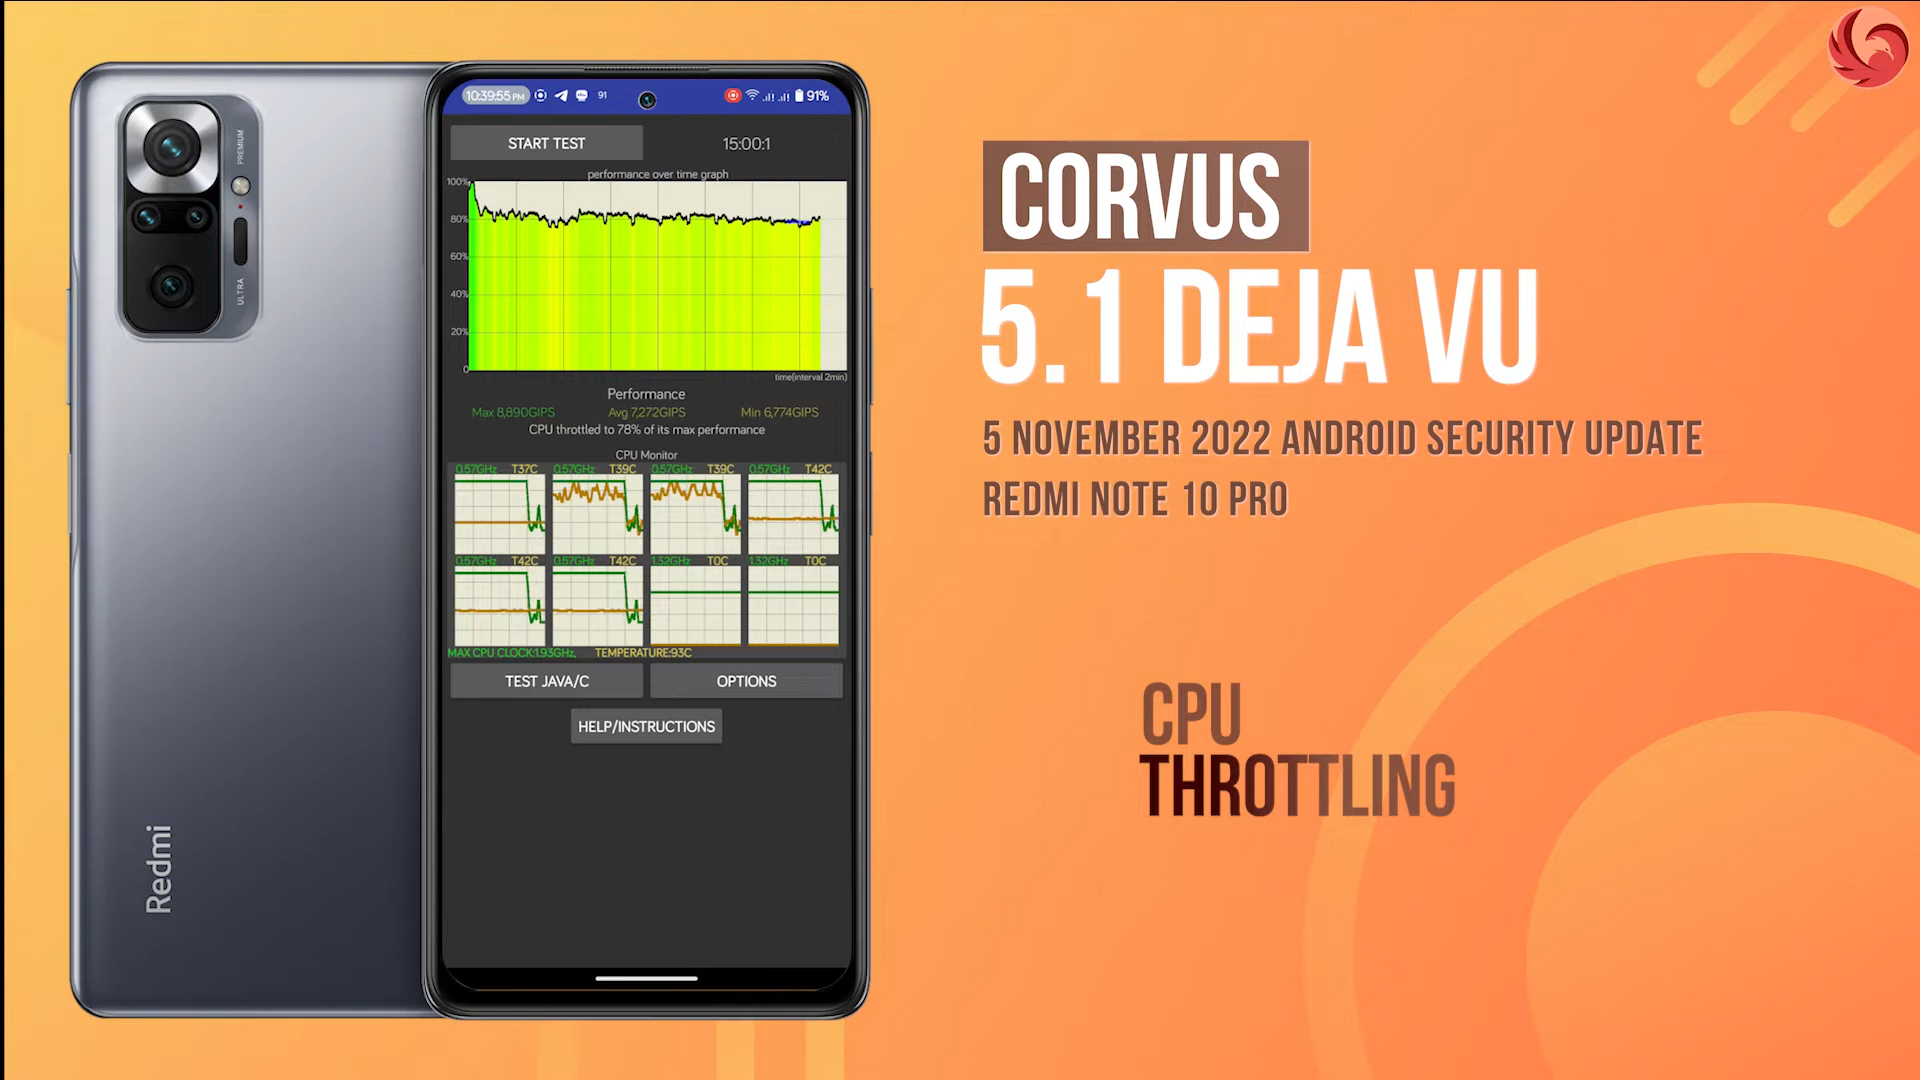 PREMIUM
ULTRA
Redmi
10:39:55 PM 91 91%
START TEST 15:00:1
performance over time graph
100%
80%
60%
40%
20%
0
time(interval 2min)
Performance
Max 8,890GIPS Avg 7,272GIPS Min 6,774GIPS
CPU throttled to 78% of its max performance
CPU Monitor
0.57GHz T37C 0.57GHz T39C 0.57GHz T39C 0.57GHz T42C
0.57GHz T42C 0.57GHz T42C 1.32GHz T0C 1.32GHz T0C
MAX CPU CLOCK:1.93GHz, TEMPERATURE:93C
TEST JAVA/C OPTIONS
HELP/INSTRUCTIONS
CORVUS
5.1 DEJA VU
5 NOVEMBER 2022 ANDROID SECURITY UPDATE
REDMI NOTE 10 PRO
CPU
THROTTLING